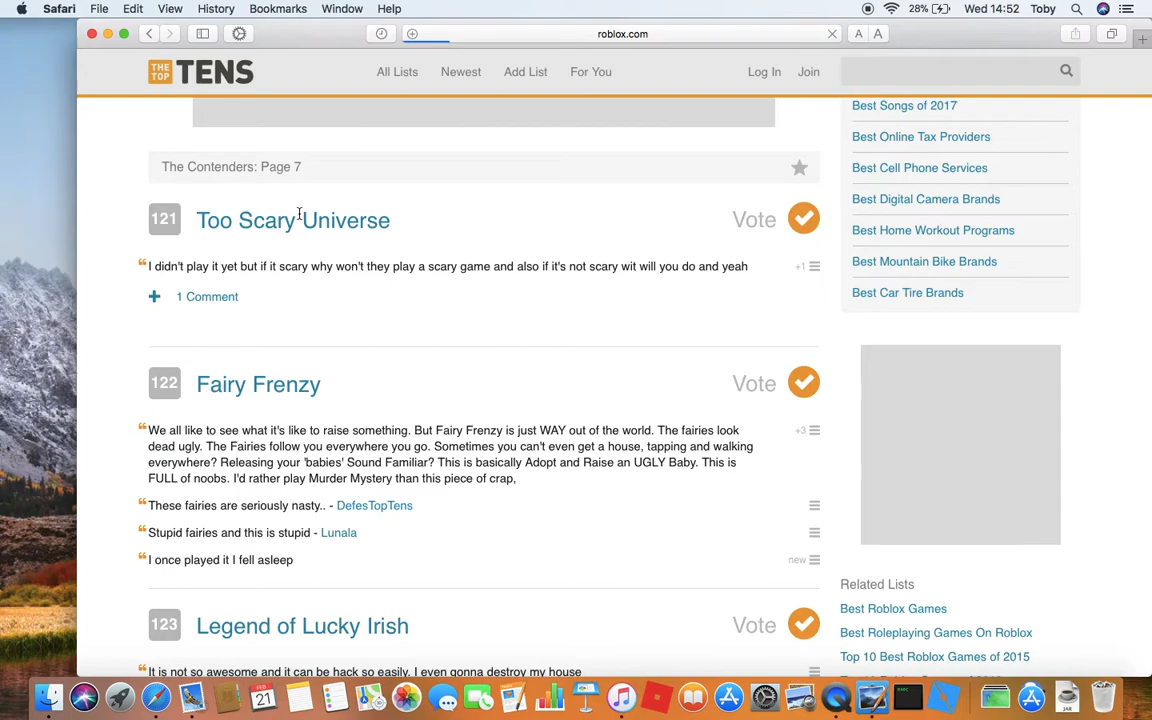 Safari File Edit View History Bookmarks Window Help 28% Wed 14:52 Toby
roblox.com A A
THE TOP TENS All Lists Newest Add List For You Log In Join
The Contenders: Page 7
121 Too Scary Universe Vote
I didn't play it yet but if it scary why won't they play a scary game and also if it's not scary wit will you do and yeah +1
1 Comment
122 Fairy Frenzy Vote
We all like to see what it's like to raise something. But Fairy Frenzy is just WAY out of the world. The fairies look +3
dead ugly. The Fairies follow you everywhere you go. Sometimes you can't even get a house, tapping and walking
everywhere? Releasing your 'babies' Sound Familiar? This is basically Adopt and Raise an UGLY Baby. This is
FULL of noobs. I'd rather play Murder Mystery than this piece of crap,
These fairies are seriously nasty.. - DefesTopTens
Stupid fairies and this is stupid - Lunala
I once played it I fell asleep new
123 Legend of Lucky Irish Vote
It is not so awesome and it can be hack so easily. I even gonna destroy my house
Best Songs of 2017
Best Online Tax Providers
Best Cell Phone Services
Best Digital Camera Brands
Best Home Workout Programs
Best Mountain Bike Brands
Best Car Tire Brands
Related Lists
Best Roblox Games
Best Roleplaying Games On Roblox
Top 10 Best Roblox Games of 2015
FEB
21
JAR